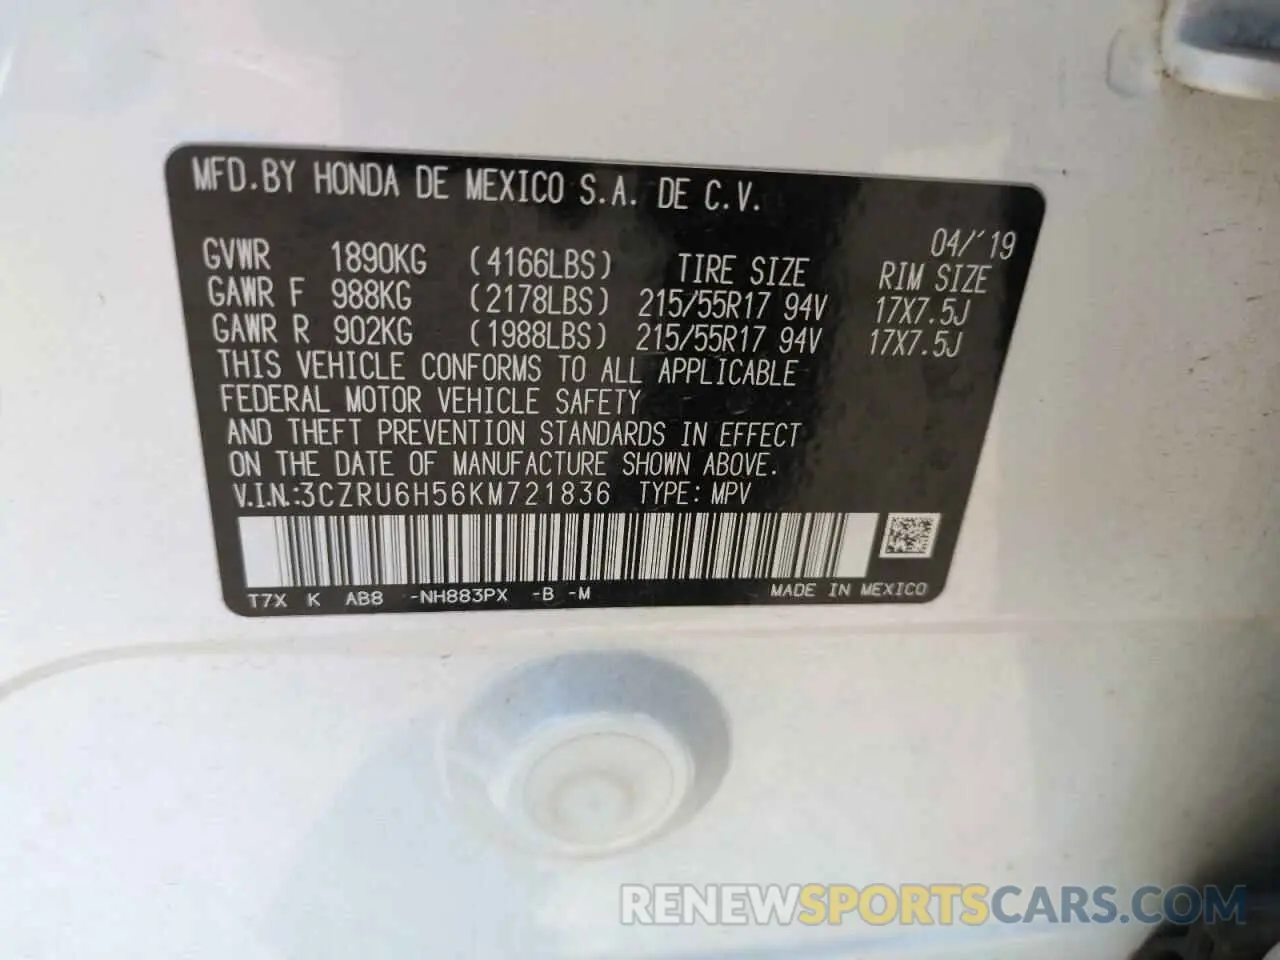 MFD.BY HONDA DE MEXICO S.A. DE C.V.
04/'19
GVWR 1890KG (4166LBS) TIRE SIZE RIM SIZE
GAWR F 988KG (2178LBS) 215/55R17 94V 17X7.5J
GAWR R 902KG (1988LBS) 215/55R17 94V 17X7.5J
THIS VEHICLE CONFORMS TO ALL APPLICABLE
FEDERAL MOTOR VEHICLE SAFETY
AND THEFT PREVENTION STANDARDS IN EFFECT
ON THE DATE OF MANUFACTURE SHOWN ABOVE.
V.I.N.:3CZRU6H56KM721836 TYPE: MPV
T7X K AB8 -NH883PX -B -M MADE IN MEXICO
RENEWSPORTSCARS.COM